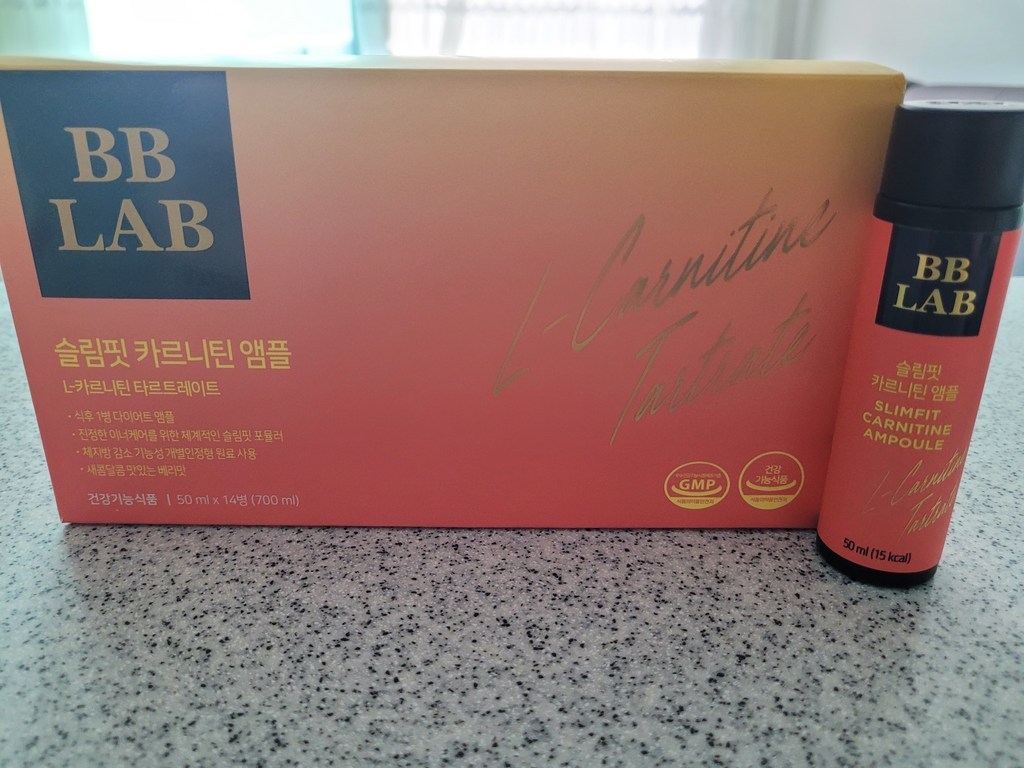 BB
LAB
슬림핏 카르니틴 앰플
L-카르니틴 타르트레이트
· 식후 1병 다이어트 앰플
· 진정한 이너케어를 위한 체계적인 슬림핏 포뮬러
· 체지방 감소 기능성 개별인정형 원료 사용
· 새콤달콤 맛있는 베리맛
건강기능식품 | 50 ml x 14병 (700 ml)
L-Carnitine
Tartrate
GMP
건강
기능식품
BB
LAB
슬림핏
카르니틴 앰플
SLIMFIT
CARNITINE
AMPOULE
L-Carnitine
50 ml (15 kcal)